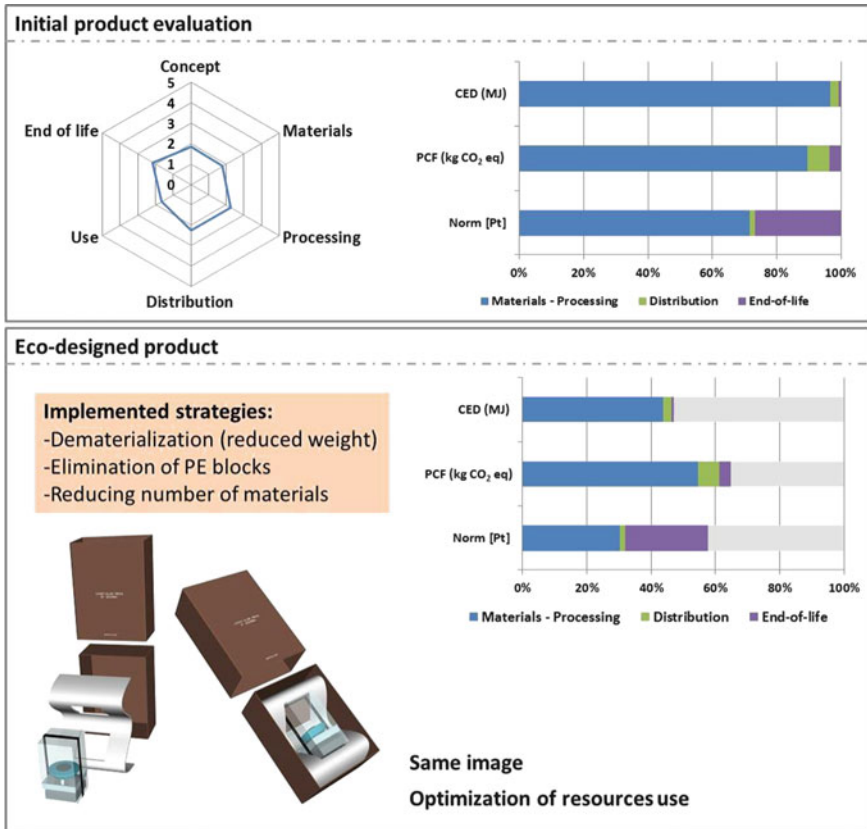 Initial product evaluation
Concept
5
4
3
2
1
0
End of life
Materials
Use
Processing
Distribution
CED (MJ)
PCF (kg CO₂ eq)
Norm [Pt]
0% 20% 40% 60% 80% 100%
Materials - Processing Distribution End-of-life
Eco-designed product
Implemented strategies:
-Dematerialization (reduced weight)
-Elimination of PE blocks
-Reducing number of materials
CED (MJ)
PCF (kg CO₂ eq)
Norm [Pt]
0% 20% 40% 60% 80% 100%
Materials - Processing Distribution End-of-life
Same image
Optimization of resources use